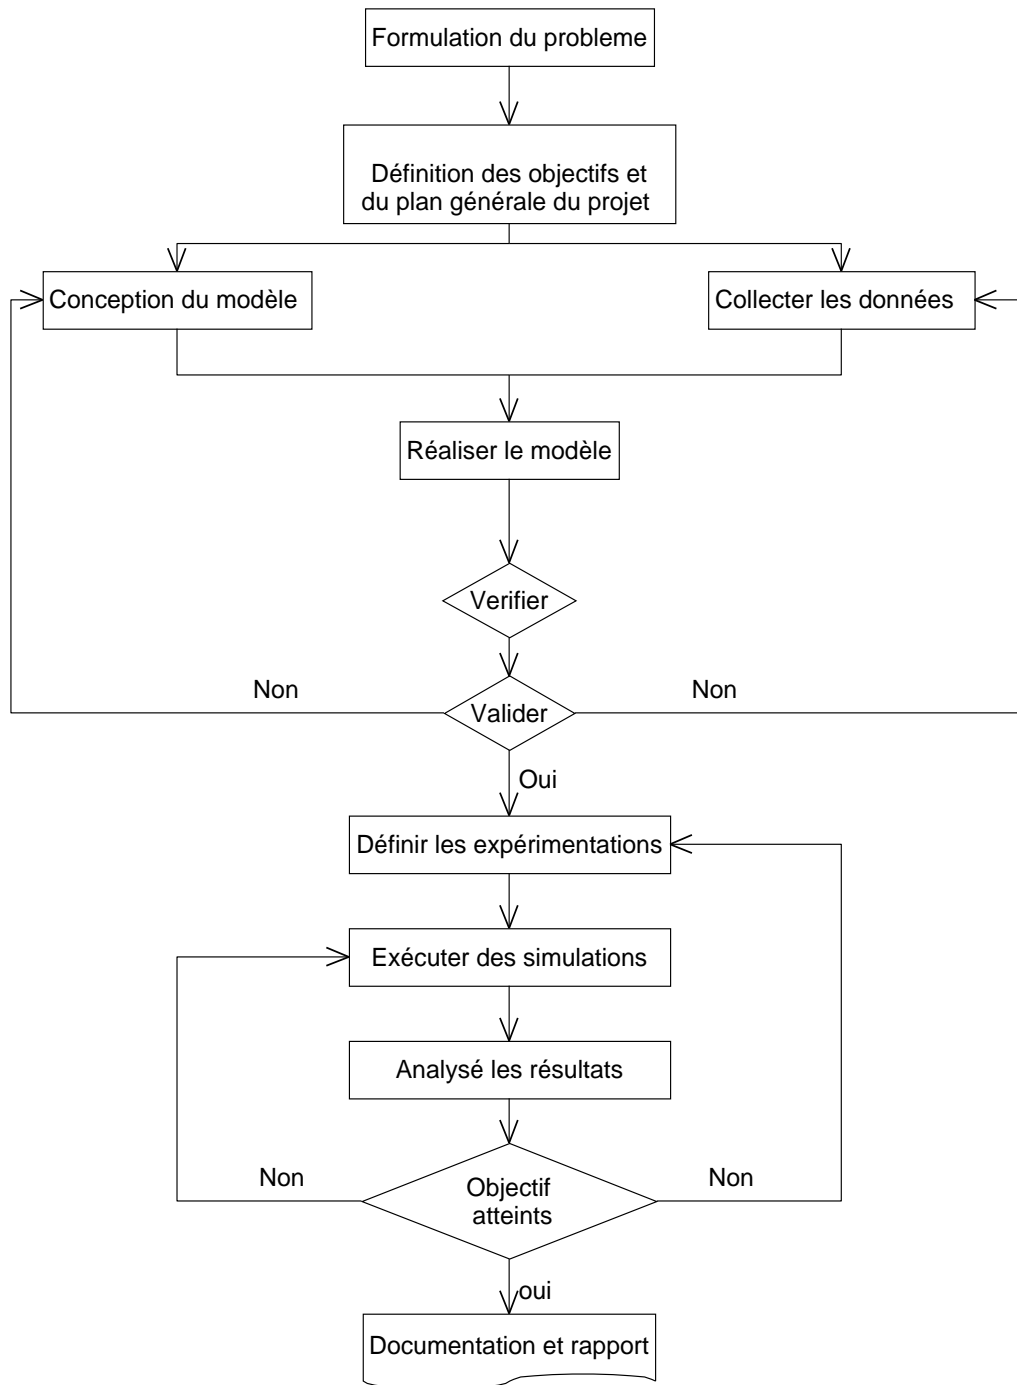 Formulation du probleme
Définition des objectifs et
du plan générale du projet
Conception du modèle
Collecter les données
Réaliser le modèle
Verifier
Non
Valider
Non
Oui
Définir les expérimentations
Exécuter des simulations
Analysé les résultats
Non
Objectif
atteints
Non
oui
Documentation et rapport